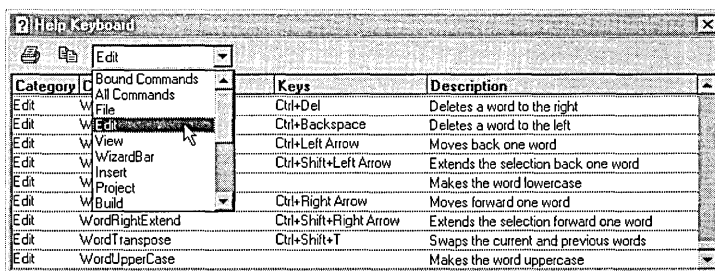 Help Keyboard
Edit
Category C Keys Description
Bound Commands
All Commands
File
Edit
View
WizardBar
Insert
Project
Build
Edit W Ctrl+Del Deletes a word to the right
Edit W Ctrl+Backspace Deletes a word to the left
Edit W Ctrl+Left Arrow Moves back one word
Edit W Ctrl+Shift+Left Arrow Extends the selection back one word
Edit W Makes the word lowercase
Edit W Ctrl+Right Arrow Moves forward one word
Edit WordRightExtend Ctrl+Shift+Right Arrow Extends the selection forward one word
Edit WordTranspose Ctrl+Shift+T Swaps the current and previous words
Edit WordUpperCase Makes the word uppercase